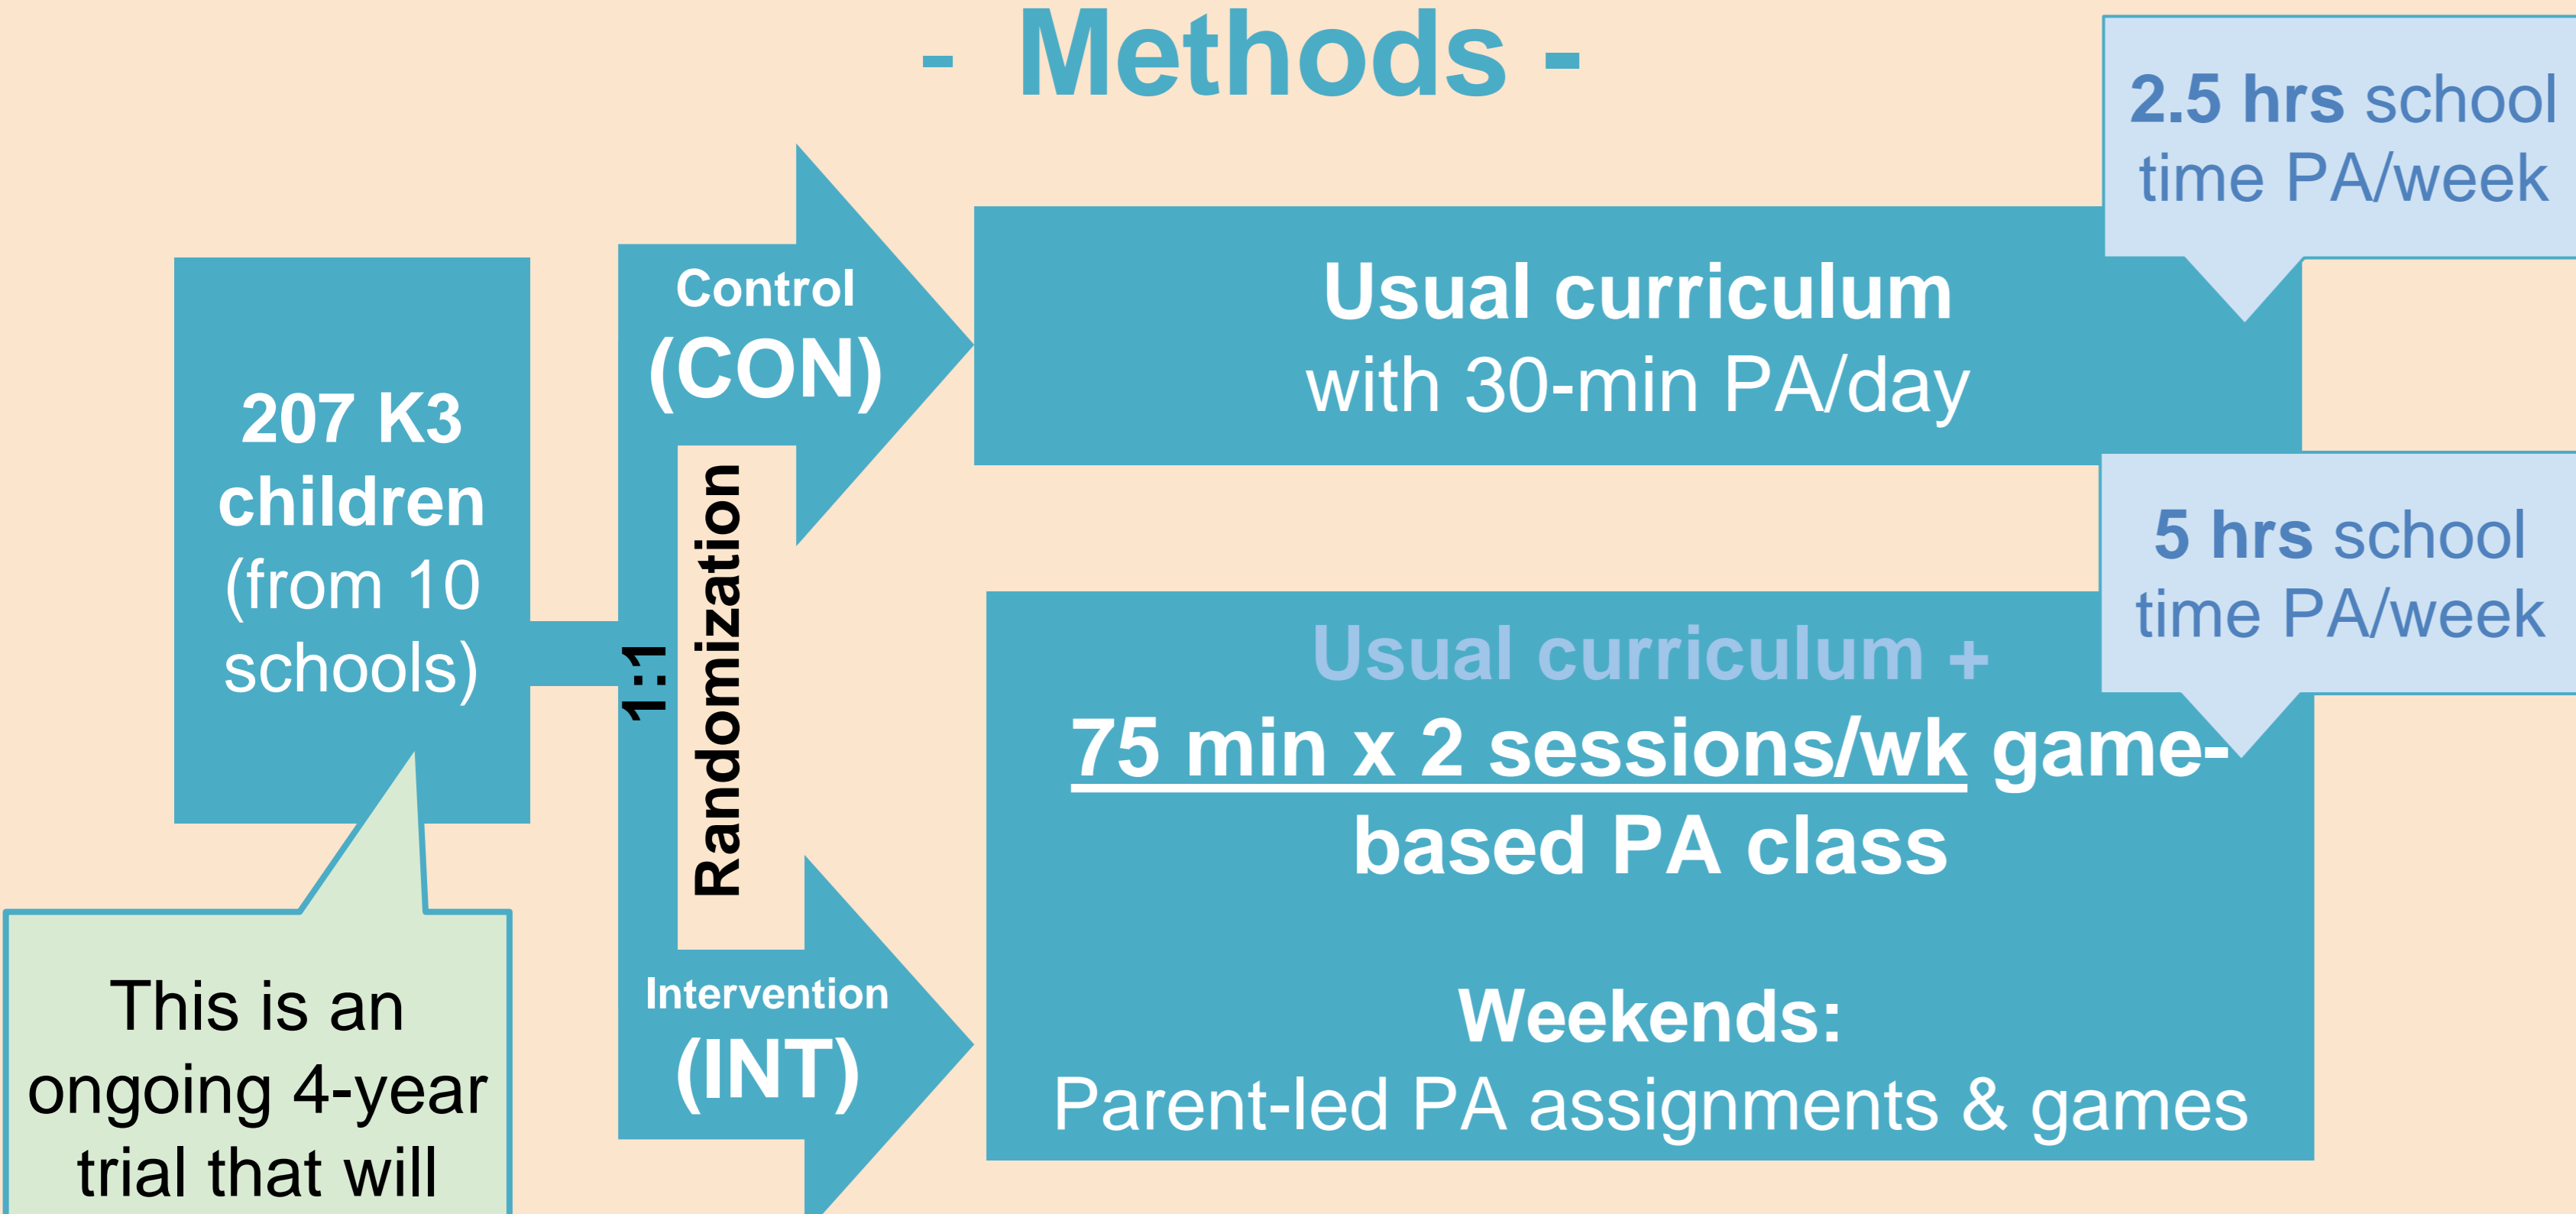 - Methods -
2.5 hrs school
time PA/week
Control
(CON)
Usual curriculum
with 30-min PA/day
207 K3
children
(from 10
schools)
1:1
Randomization
5 hrs school
time PA/week
Usual curriculum +
75 min x 2 sessions/wk game-
based PA class
Weekends:
Parent-led PA assignments & games
Intervention
(INT)
This is an
ongoing 4-year
trial that will